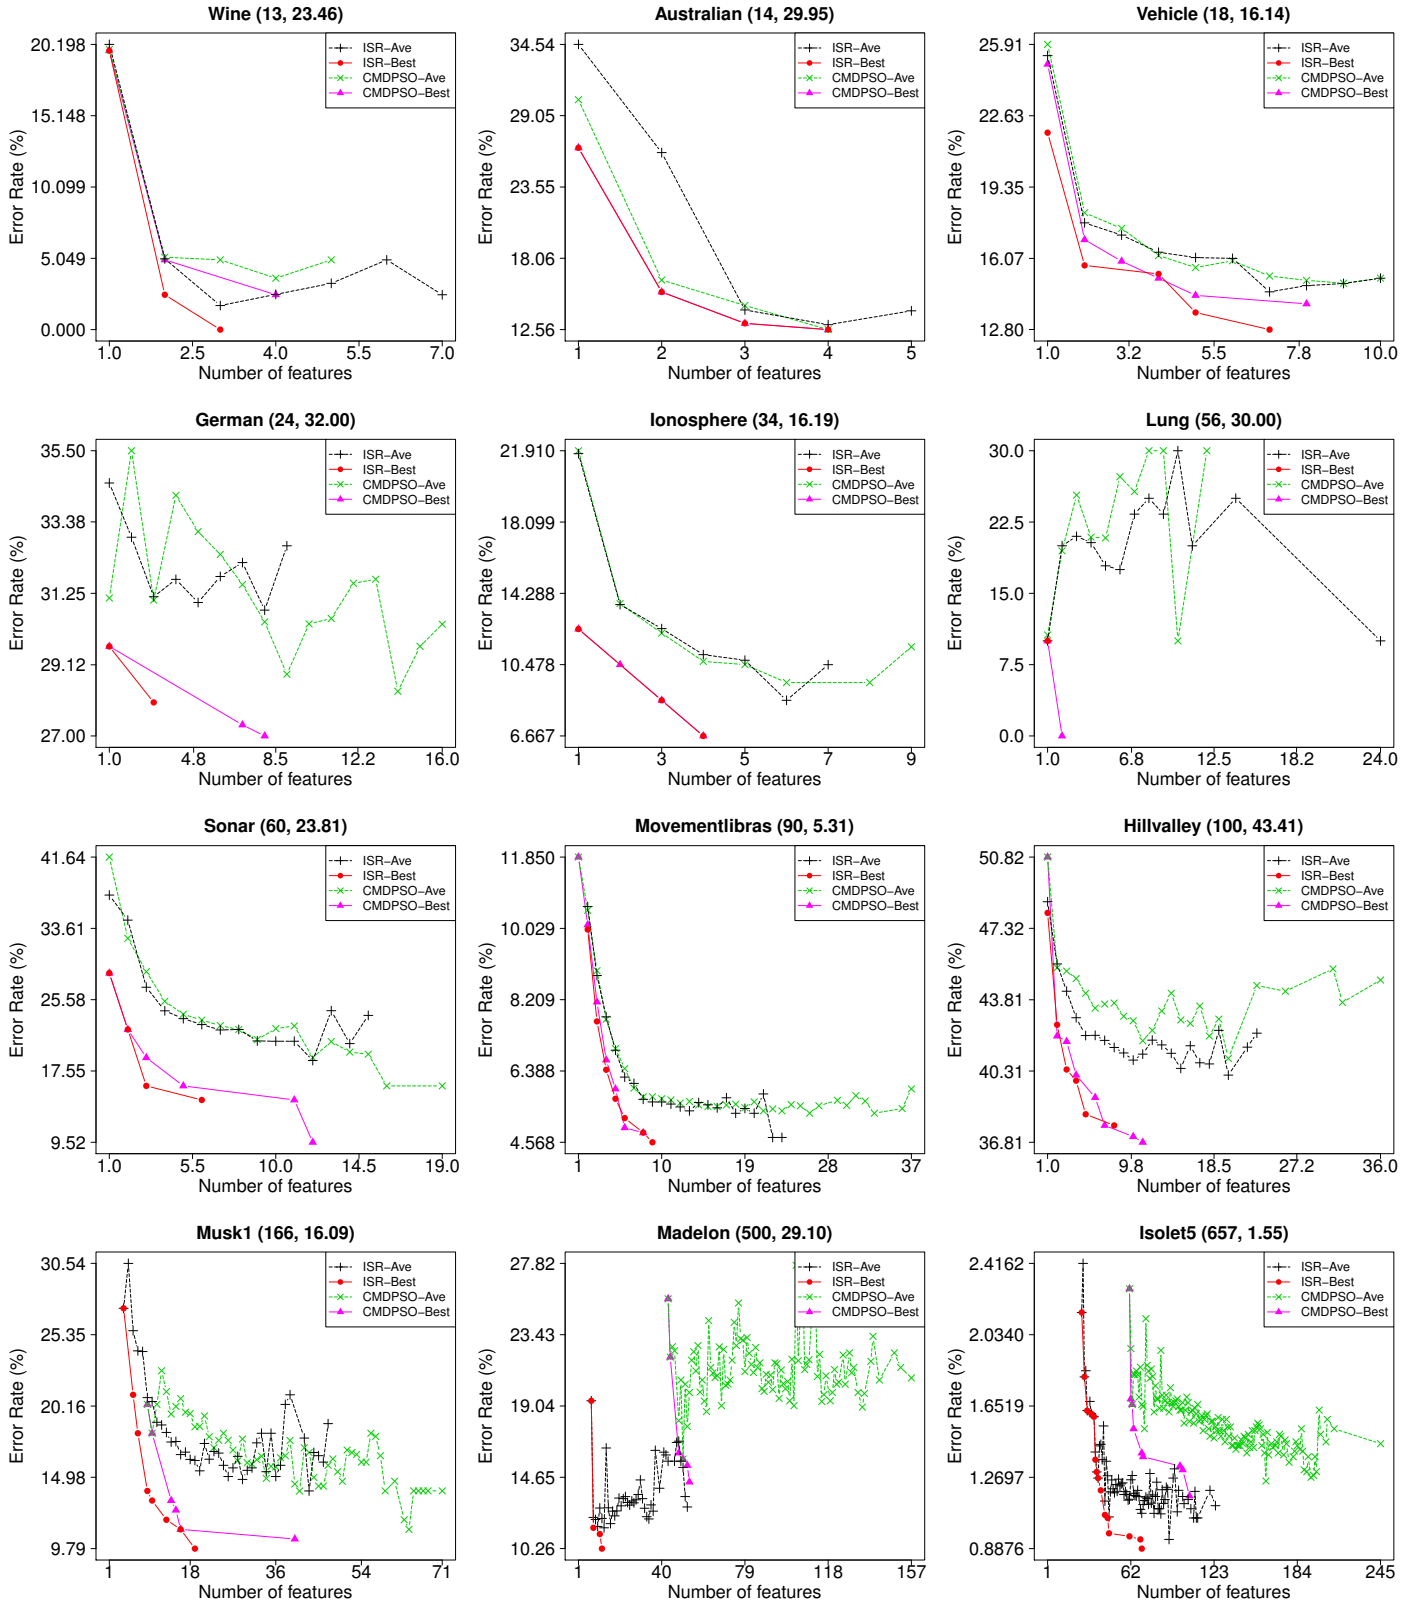 Wine (13, 23.46)
Error Rate (%)
20.198
15.148
10.099
5.049
0.000
ISR−Ave
ISR−Best
CMDPSO−Ave
CMDPSO−Best
1.0 2.5 4.0 5.5 7.0
Number of features
Australian (14, 29.95)
Error Rate (%)
34.54
29.05
23.55
18.06
12.56
ISR−Ave
ISR−Best
CMDPSO−Ave
CMDPSO−Best
1 2 3 4 5
Number of features
Vehicle (18, 16.14)
Error Rate (%)
25.91
22.63
19.35
16.07
12.80
ISR−Ave
ISR−Best
CMDPSO−Ave
CMDPSO−Best
1.0 3.2 5.5 7.8 10.0
Number of features
German (24, 32.00)
Error Rate (%)
35.50
33.38
31.25
29.12
27.00
ISR−Ave
ISR−Best
CMDPSO−Ave
CMDPSO−Best
1.0 4.8 8.5 12.2 16.0
Number of features
Ionosphere (34, 16.19)
Error Rate (%)
21.910
18.099
14.288
10.478
6.667
ISR−Ave
ISR−Best
CMDPSO−Ave
CMDPSO−Best
1 3 5 7 9
Number of features
Lung (56, 30.00)
Error Rate (%)
30.0
22.5
15.0
7.5
0.0
ISR−Ave
ISR−Best
CMDPSO−Ave
CMDPSO−Best
1.0 6.8 12.5 18.2 24.0
Number of features
Sonar (60, 23.81)
Error Rate (%)
41.64
33.61
25.58
17.55
9.52
ISR−Ave
ISR−Best
CMDPSO−Ave
CMDPSO−Best
1.0 5.5 10.0 14.5 19.0
Number of features
Movementlibras (90, 5.31)
Error Rate (%)
11.850
10.029
8.209
6.388
4.568
ISR−Ave
ISR−Best
CMDPSO−Ave
CMDPSO−Best
1 10 19 28 37
Number of features
Hillvalley (100, 43.41)
Error Rate (%)
50.82
47.32
43.81
40.31
36.81
ISR−Ave
ISR−Best
CMDPSO−Ave
CMDPSO−Best
1.0 9.8 18.5 27.2 36.0
Number of features
Musk1 (166, 16.09)
Error Rate (%)
30.54
25.35
20.16
14.98
9.79
ISR−Ave
ISR−Best
CMDPSO−Ave
CMDPSO−Best
1 18 36 54 71
Number of features
Madelon (500, 29.10)
Error Rate (%)
27.82
23.43
19.04
14.65
10.26
ISR−Ave
ISR−Best
CMDPSO−Ave
CMDPSO−Best
1 40 79 118 157
Number of features
Isolet5 (657, 1.55)
Error Rate (%)
2.4162
2.0340
1.6519
1.2697
0.8876
ISR−Ave
ISR−Best
CMDPSO−Ave
CMDPSO−Best
1 62 123 184 245
Number of features